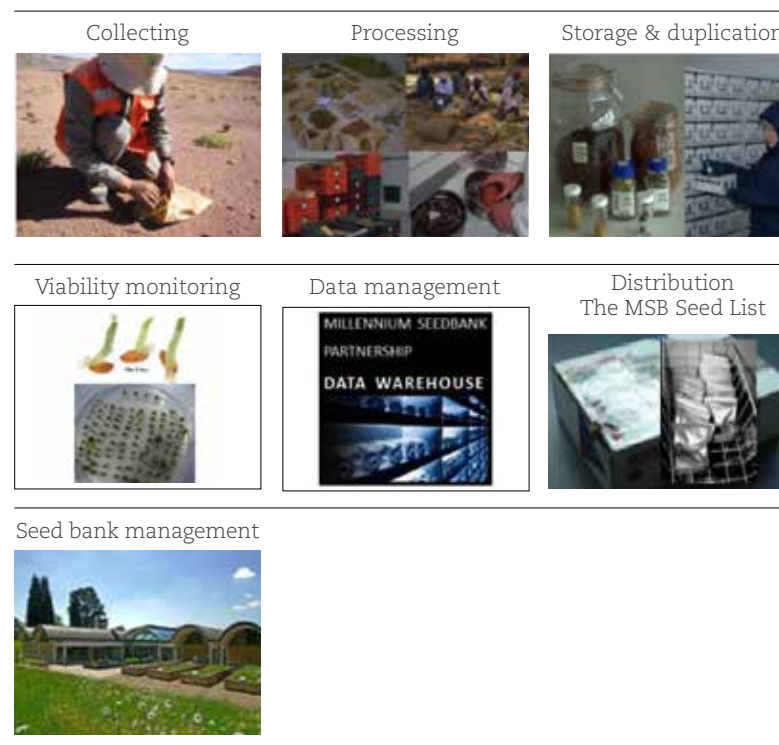 Collecting
Processing
Storage & duplication
Viability monitoring
Data management
Distribution
The MSB Seed List
MILLENNIUM SEEDBANK
PARTNERSHIP
DATA WAREHOUSE
Seed bank management